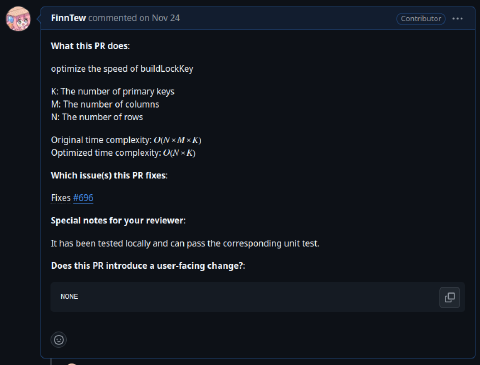 FinnTew commented on Nov 24
Contributor
What this PR does:
optimize the speed of buildLockKey
K: The number of primary keys
M: The number of columns
N: The number of rows
Original time complexity: O(N × M × K)
Optimized time complexity: O(N × K)
Which issue(s) this PR fixes:
Fixes #696
Special notes for your reviewer:
It has been tested locally and can pass the corresponding unit test.
Does this PR introduce a user-facing change?:
NONE